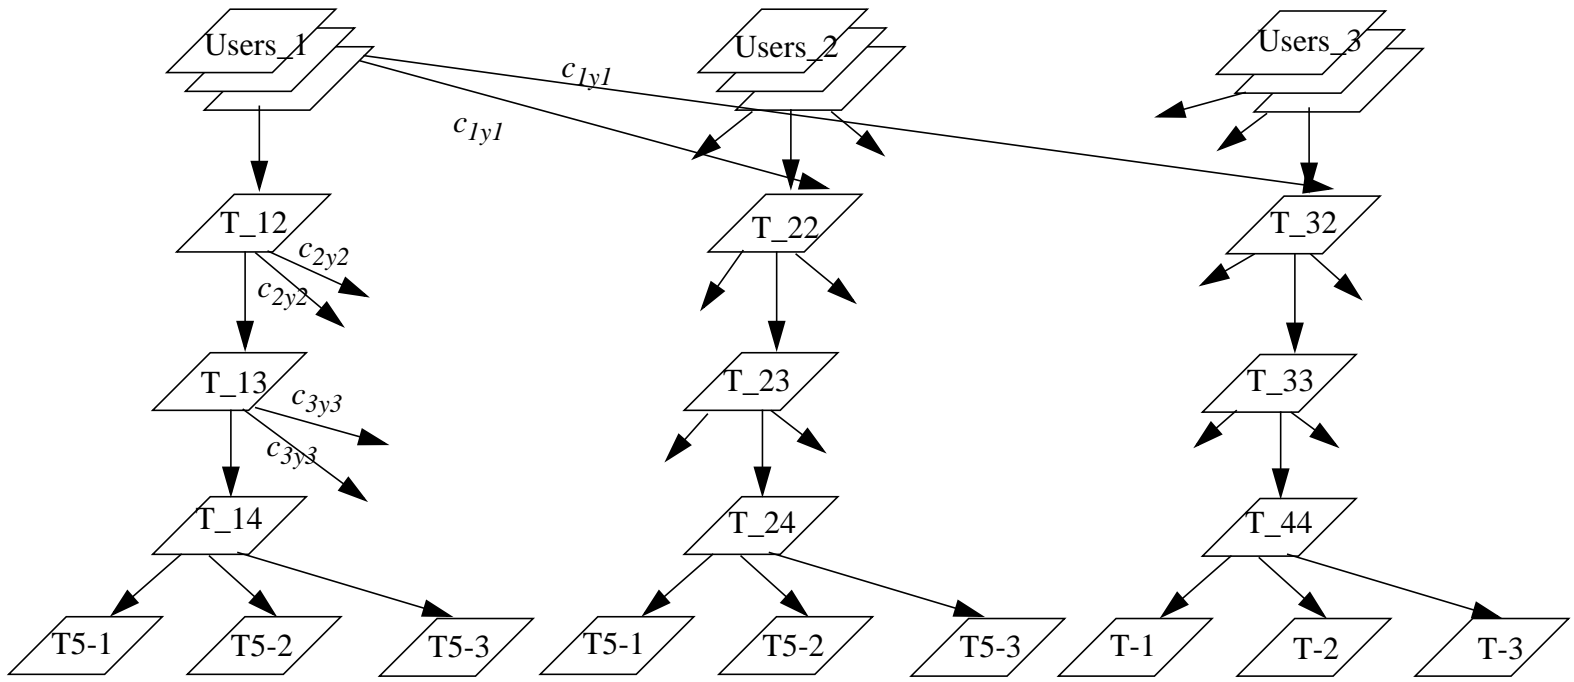 Users_1
Users_2
Users_3
c1y1
c1y1
T_12
T_22
T_32
c2y2
c2y2
T_13
T_23
T_33
c3y3
c3y3
T_14
T_24
T_44
T5-1
T5-2
T5-3
T5-1
T5-2
T5-3
T-1
T-2
T-3